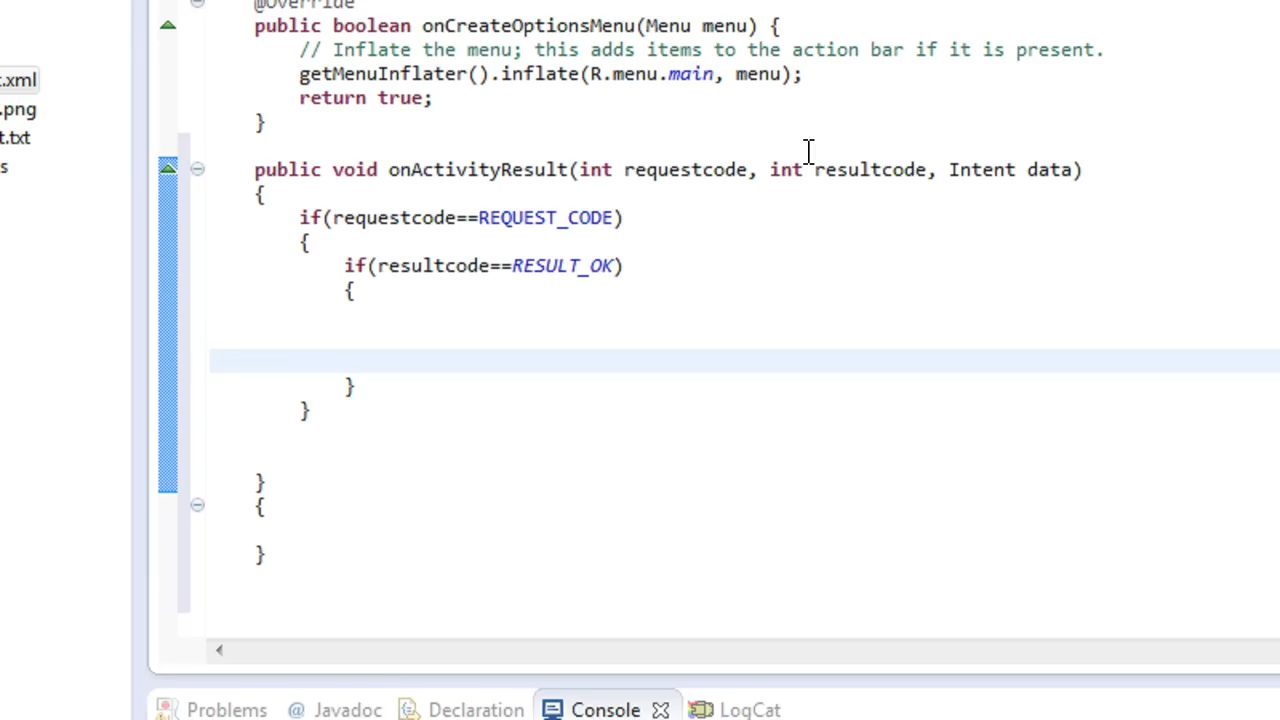 @Override
public boolean onCreateOptionsMenu(Menu menu) {
// Inflate the menu; this adds items to the action bar if it is present.
.xml
getMenuInflater().inflate(R.menu.main, menu);
.png
return true;
}
t.txt
s
public void onActivityResult(int requestcode, int resultcode, Intent data)
{
if(requestcode==REQUEST_CODE)
{
if(resultcode==RESULT_OK)
{
}
}
}
{
}
Problems @ Javadoc Declaration Console LogCat